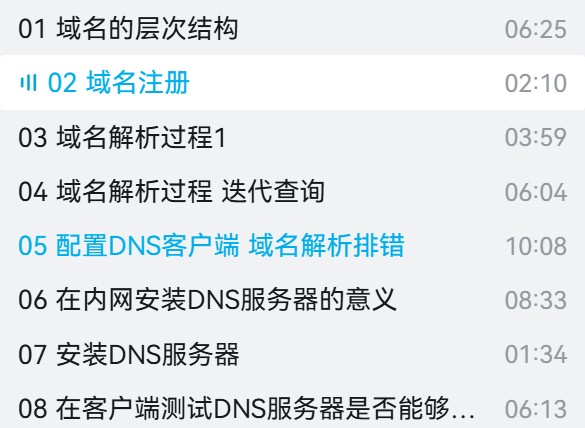 01 域名的层次结构 06:25
02 域名注册 02:10
03 域名解析过程1 03:59
04 域名解析过程 迭代查询 06:04
05 配置DNS客户端 域名解析排错 10:08
06 在内网安装DNS服务器的意义 08:33
07 安装DNS服务器 01:34
08 在客户端测试DNS服务器是否能够... 06:13